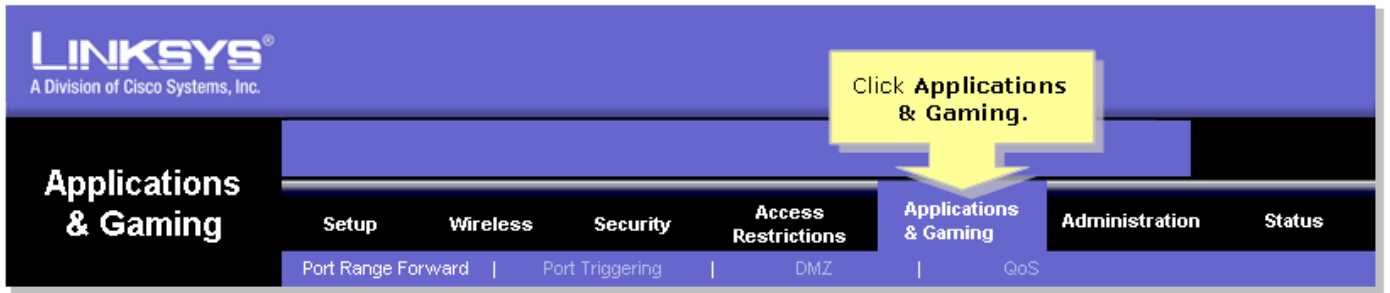 LINKSYS®
A Division of Cisco Systems, Inc.
Click Applications
& Gaming.
Applications
& Gaming
Setup Wireless Security Access Restrictions Applications & Gaming Administration Status
Port Range Forward | Port Triggering | DMZ | QoS